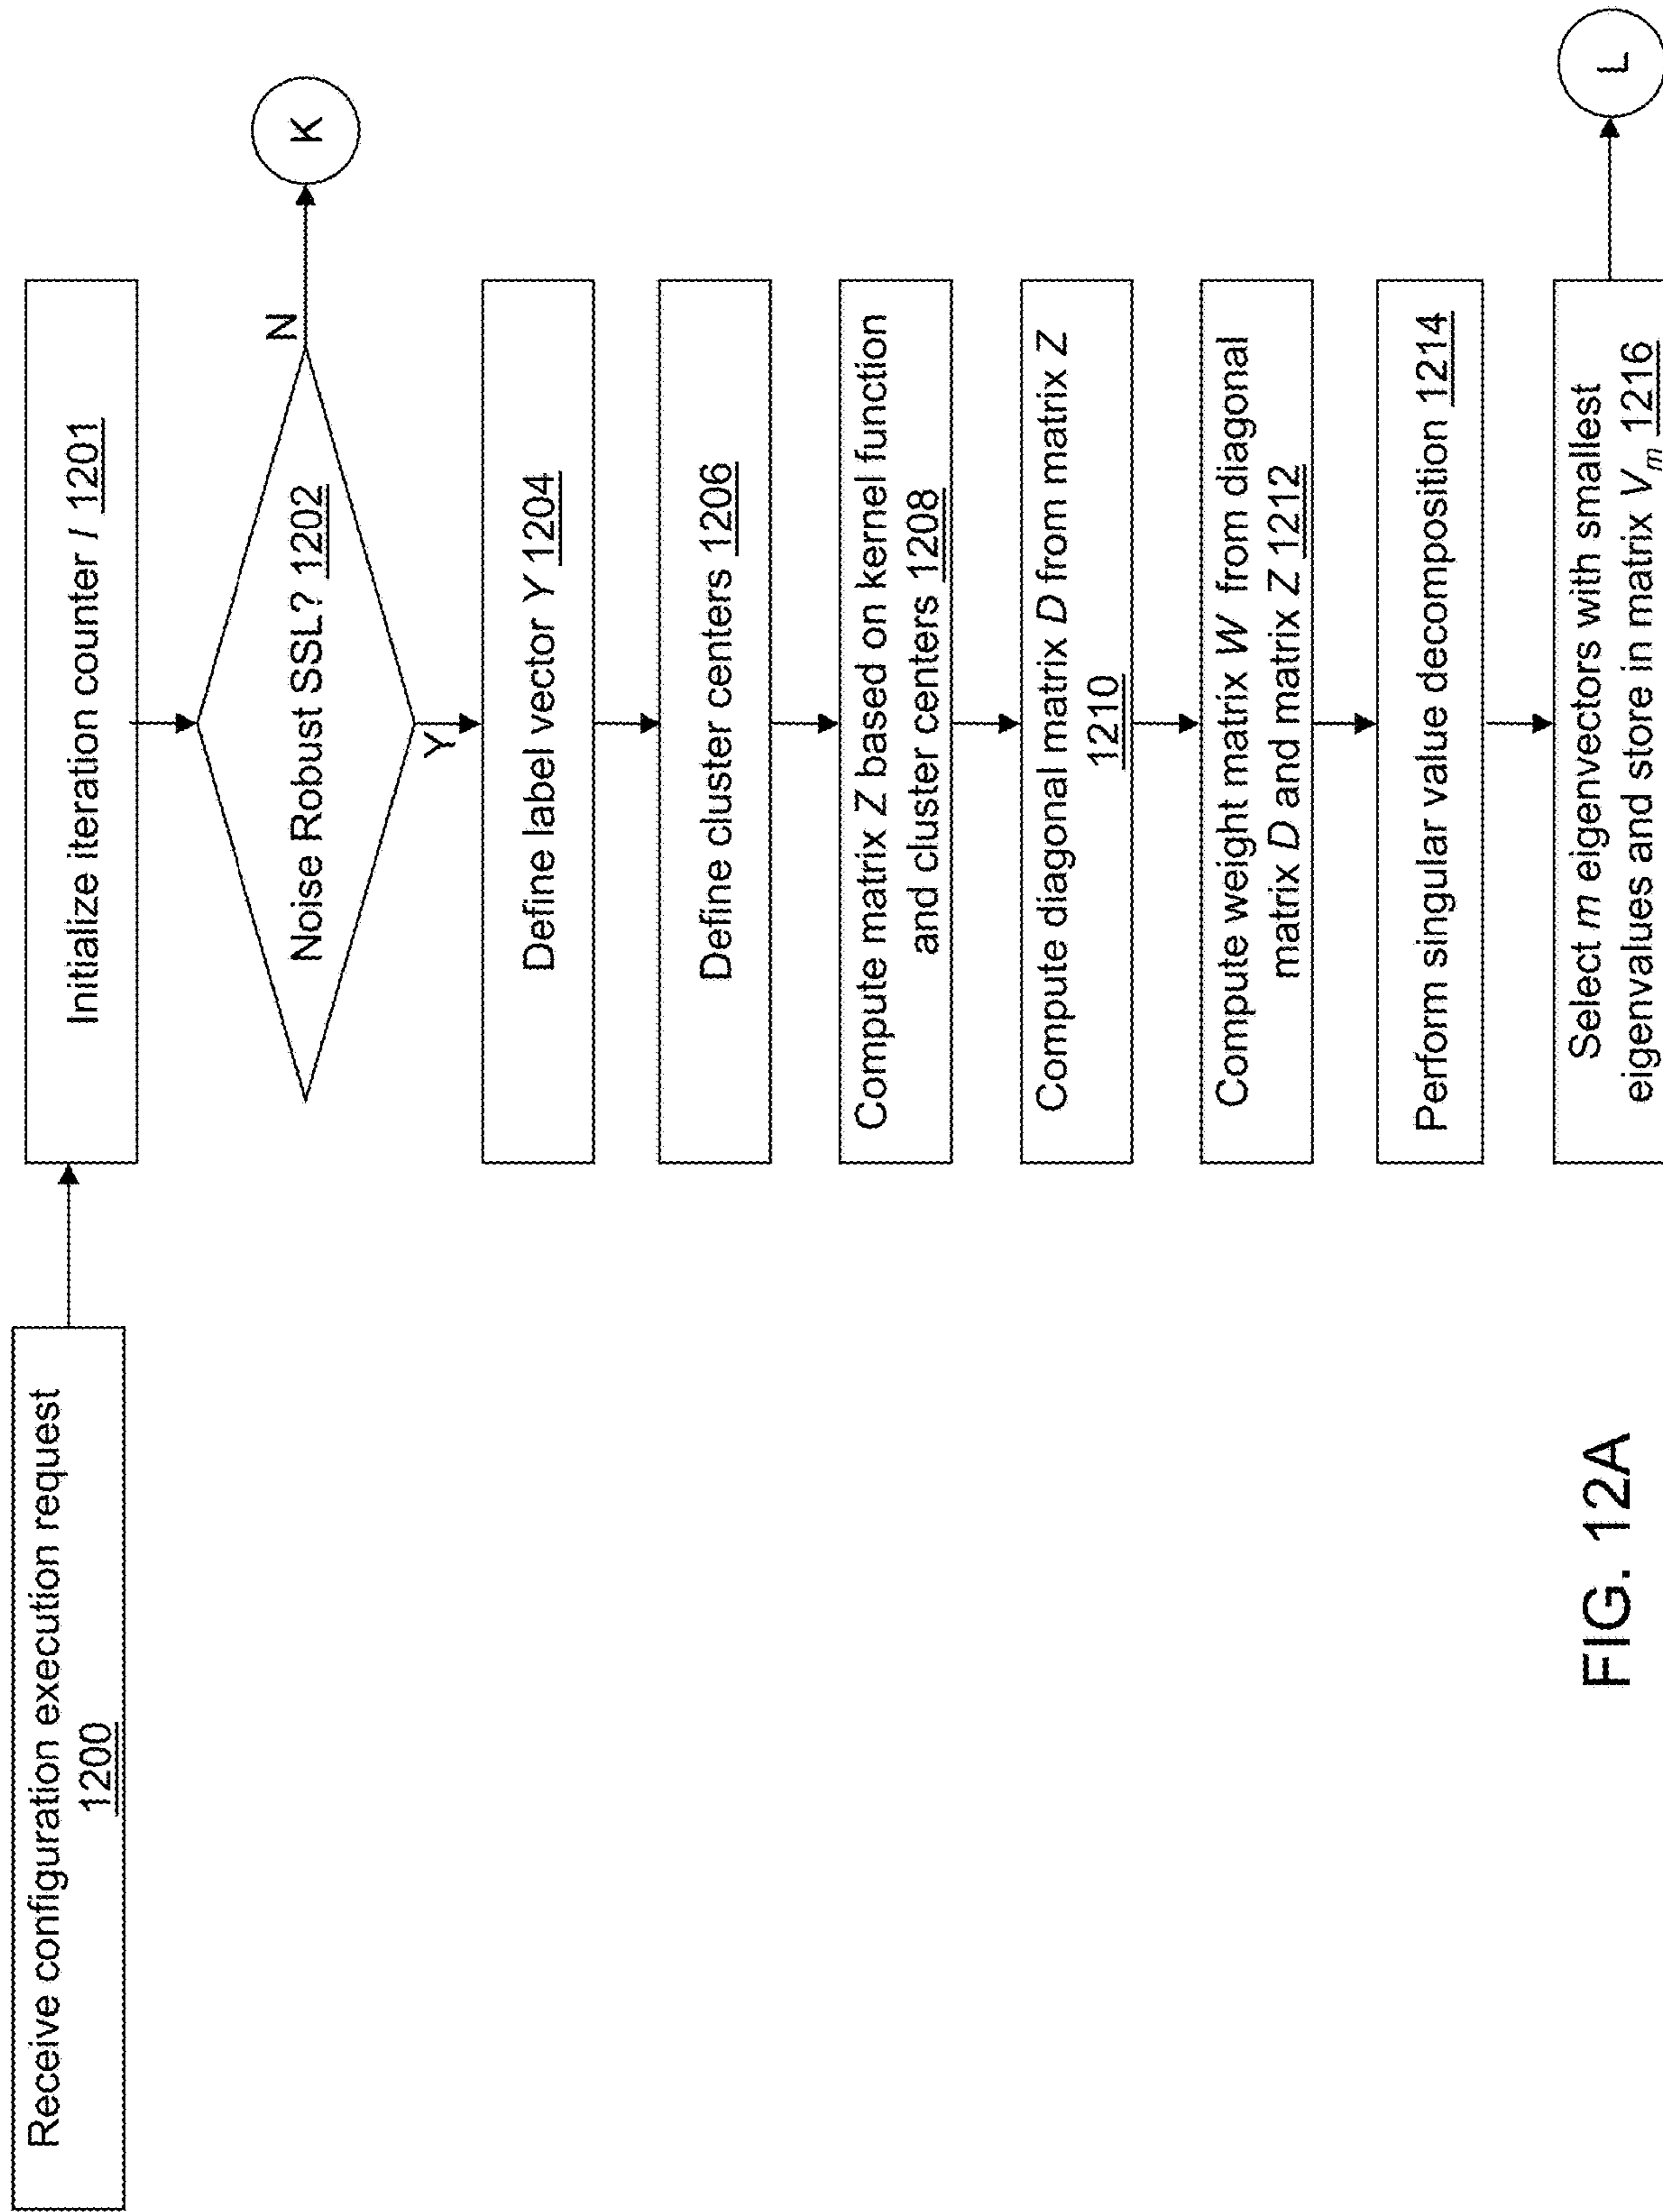 Receive configuration execution request
1200
Initialize iteration counter I 1201
Noise Robust SSL? 1202
N
K
Y
Define label vector Y 1204
Define cluster centers 1206
Compute matrix Z based on kernel function
and cluster centers 1208
Compute diagonal matrix D from matrix Z
1210
Compute weight matrix W from diagonal
matrix D and matrix Z 1212
Perform singular value decomposition 1214
Select m eigenvectors with smallest
eigenvalues and store in matrix Vm 1216
L
FIG. 12A